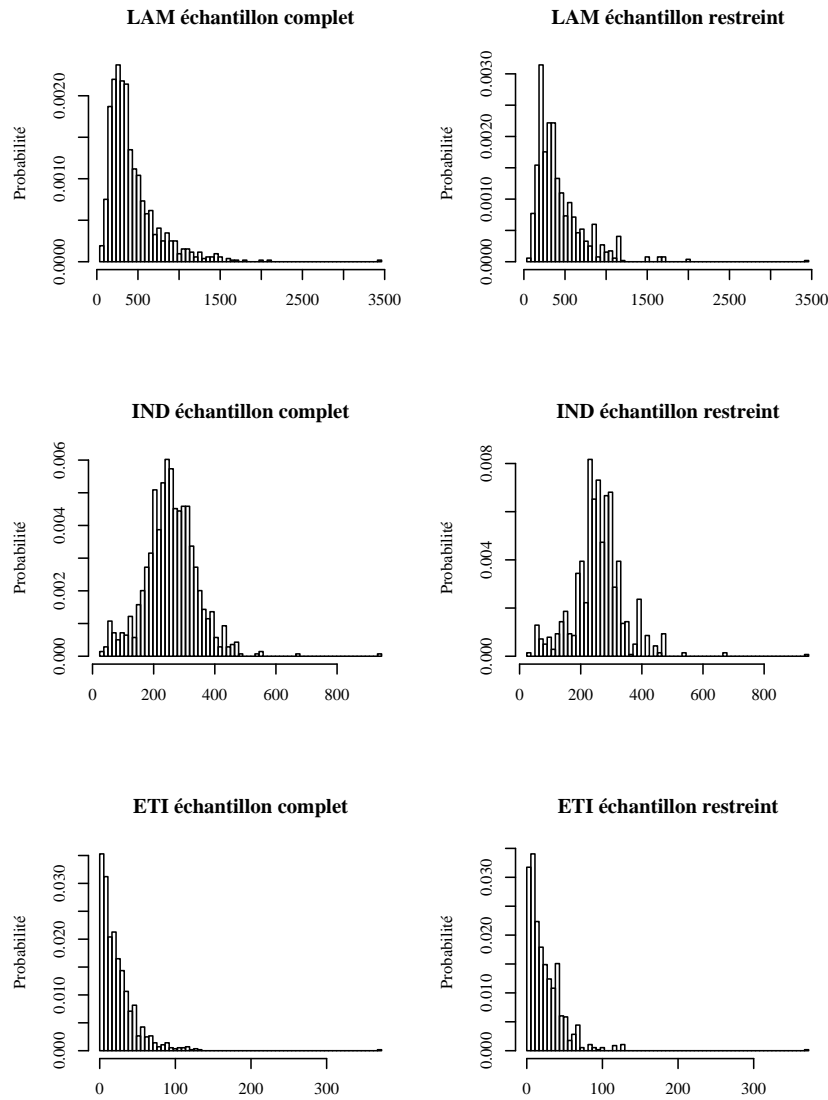 LAM échantillon complet
Probabilité
0.0000 0.0010 0.0020
0 500 1500 2500 3500
LAM échantillon restreint
Probabilité
0.0000 0.0010 0.0020 0.0030
0 500 1500 2500 3500
IND échantillon complet
Probabilité
0.000 0.002 0.004 0.006
0 200 400 600 800
IND échantillon restreint
Probabilité
0.000 0.004 0.008
0 200 400 600 800
ETI échantillon complet
Probabilité
0.000 0.010 0.020 0.030
0 100 200 300
ETI échantillon restreint
Probabilité
0.000 0.010 0.020 0.030
0 100 200 300